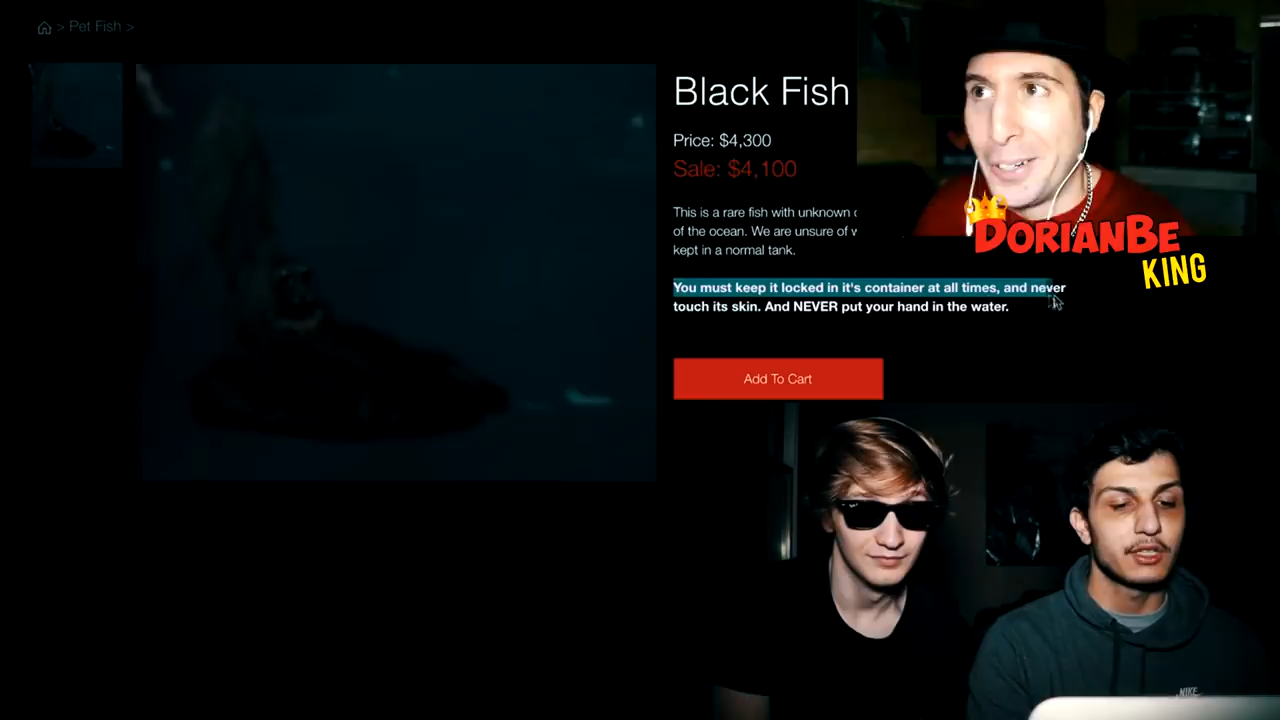 > Pet Fish >
Black Fish
Price: $4,300
Sale: $4,100
This is a rare fish with unknown
of the ocean. We are unsure of
kept in a normal tank.
You must keep it locked in it's container at all times, and never
touch its skin. And NEVER put your hand in the water.
Add To Cart
DORIANBE
KING
NIKE